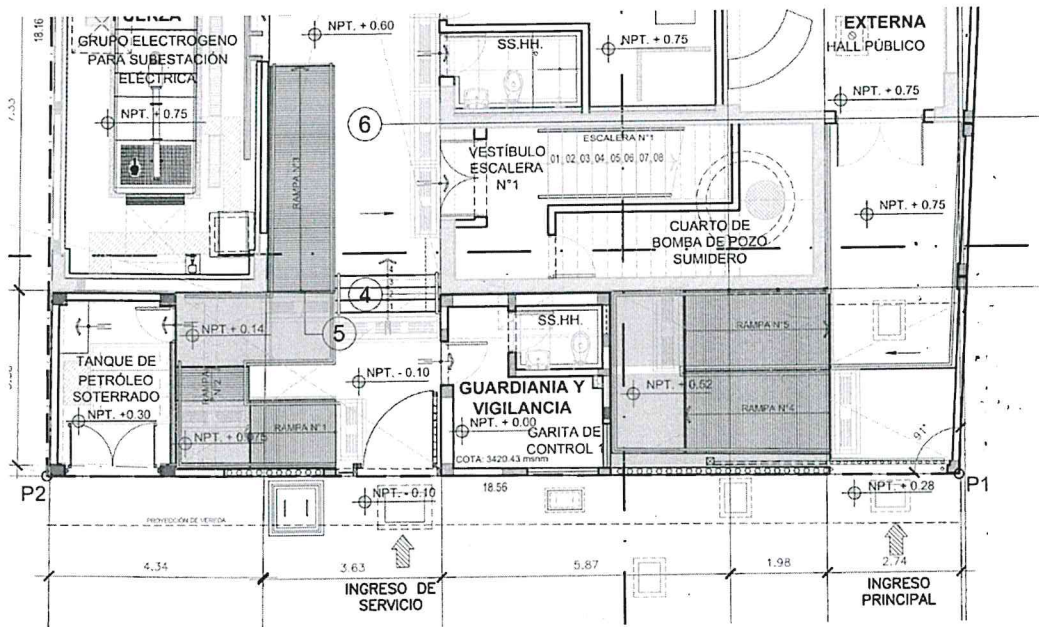 FUERZA
GRUPO ELECTROGENO
PARA SUBESTACIÓN
ELÉCTRICA
NPT. + 0.75
18.16
7.33
NPT. + 0.60
RAMPA N°3
6
SS.HH.
NPT. + 0.75
VESTÍBULO
ESCALERA
N°1
ESCALERA N°1
01 02 03 04 05 06 07 08
CUARTO DE
BOMBA DE POZO
SUMIDERO
EXTERNA
HALL PÚBLICO
NPT. + 0.75
NPT. + 0.75
4
5
TANQUE DE
PETRÓLEO
SOTERRADO
NPT. +0.30
NPT. + 0.14
RAMPA
N°2
NPT. + 0.075
RAMPA N°1
NPT. - 0.10
SS.HH.
GUARDIANIA Y
VIGILANCIA
NPT. + 0.00
GARITA DE
CONTROL 1
COTA: 3420.43 msnm
NPT. + 0.52
RAMPA N°5
RAMPA N°4
91°
P2
P1
NPT. - 0.10
18.56
NPT. + 0.28
PROYECCIÓN DE VEREDA
4.34
3.63
5.87
1.98
2.74
INGRESO DE
SERVICIO
INGRESO
PRINCIPAL